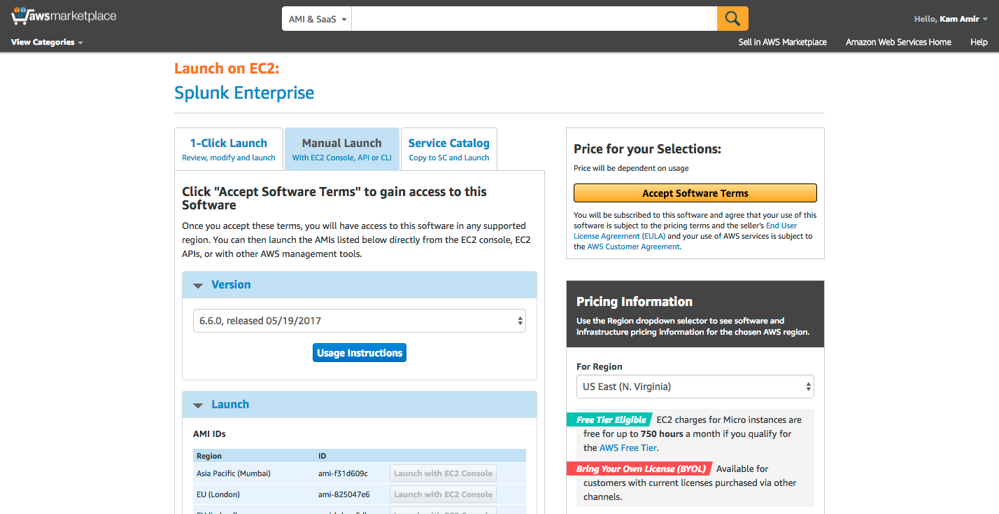 awsmarketplace
AMI & SaaS
Hello, Kam Amir
View Categories
Sell in AWS Marketplace
Amazon Web Services Home
Help
Launch on EC2:
Splunk Enterprise
1-Click Launch
Review, modify and launch
Manual Launch
With EC2 Console, API or CLI
Service Catalog
Copy to SC and Launch
Click "Accept Software Terms" to gain access to this
Software
Once you accept these terms, you will have access to this software in any supported
region. You can then launch the AMIs listed below directly from the EC2 console, EC2
APIs, or with other AWS management tools.
Version
6.6.0, released 05/19/2017
Usage Instructions
Launch
AMI IDs
Region ID
Asia Pacific (Mumbai) ami-f31d609c Launch with EC2 Console
EU (London) ami-825047e6 Launch with EC2 Console
Price for your Selections:
Price will be dependent on usage
Accept Software Terms
You will be subscribed to this software and agree that your use of this
software is subject to the pricing terms and the seller's End User
License Agreement (EULA) and your use of AWS services is subject to
the AWS Customer Agreement.
Pricing Information
Use the Region dropdown selector to see software and
infrastructure pricing information for the chosen AWS region.
For Region
US East (N. Virginia)
Free Tier Eligible EC2 charges for Micro instances are
free for up to 750 hours a month if you qualify for
the AWS Free Tier.
Bring Your Own License (BYOL) Available for
customers with current licenses purchased via other
channels.